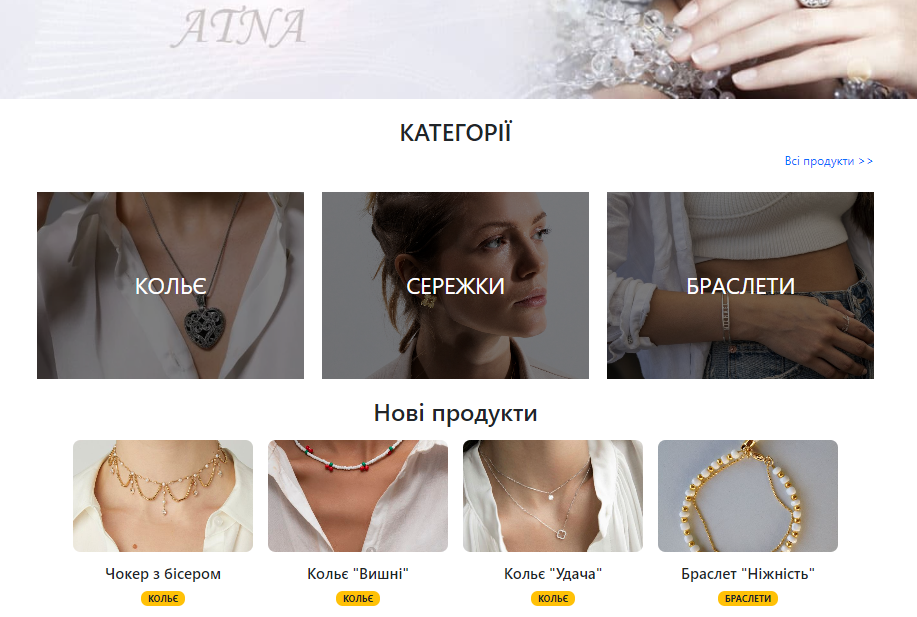 ATNA
КАТЕГОРІЇ
Всі продукти >>
КОЛЬЄ
СЕРЕЖКИ
БРАСЛЕТИ
Нові продукти
Чокер з бісером
Кольє "Вишні"
Кольє "Удача"
Браслет "Ніжність"
КОЛЬЄ
КОЛЬЄ
КОЛЬЄ
БРАСЛЕТИ